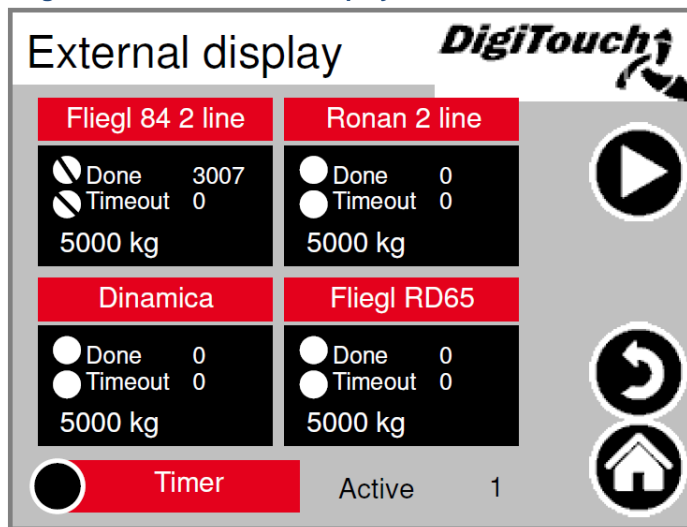 External display
DigiTouch
Fliegl 84 2 line
Done 3007
Timeout 0
5000 kg
Ronan 2 line
Done 0
Timeout 0
5000 kg
Dinamica
Done 0
Timeout 0
5000 kg
Fliegl RD65
Done 0
Timeout 0
5000 kg
Timer
Active 1